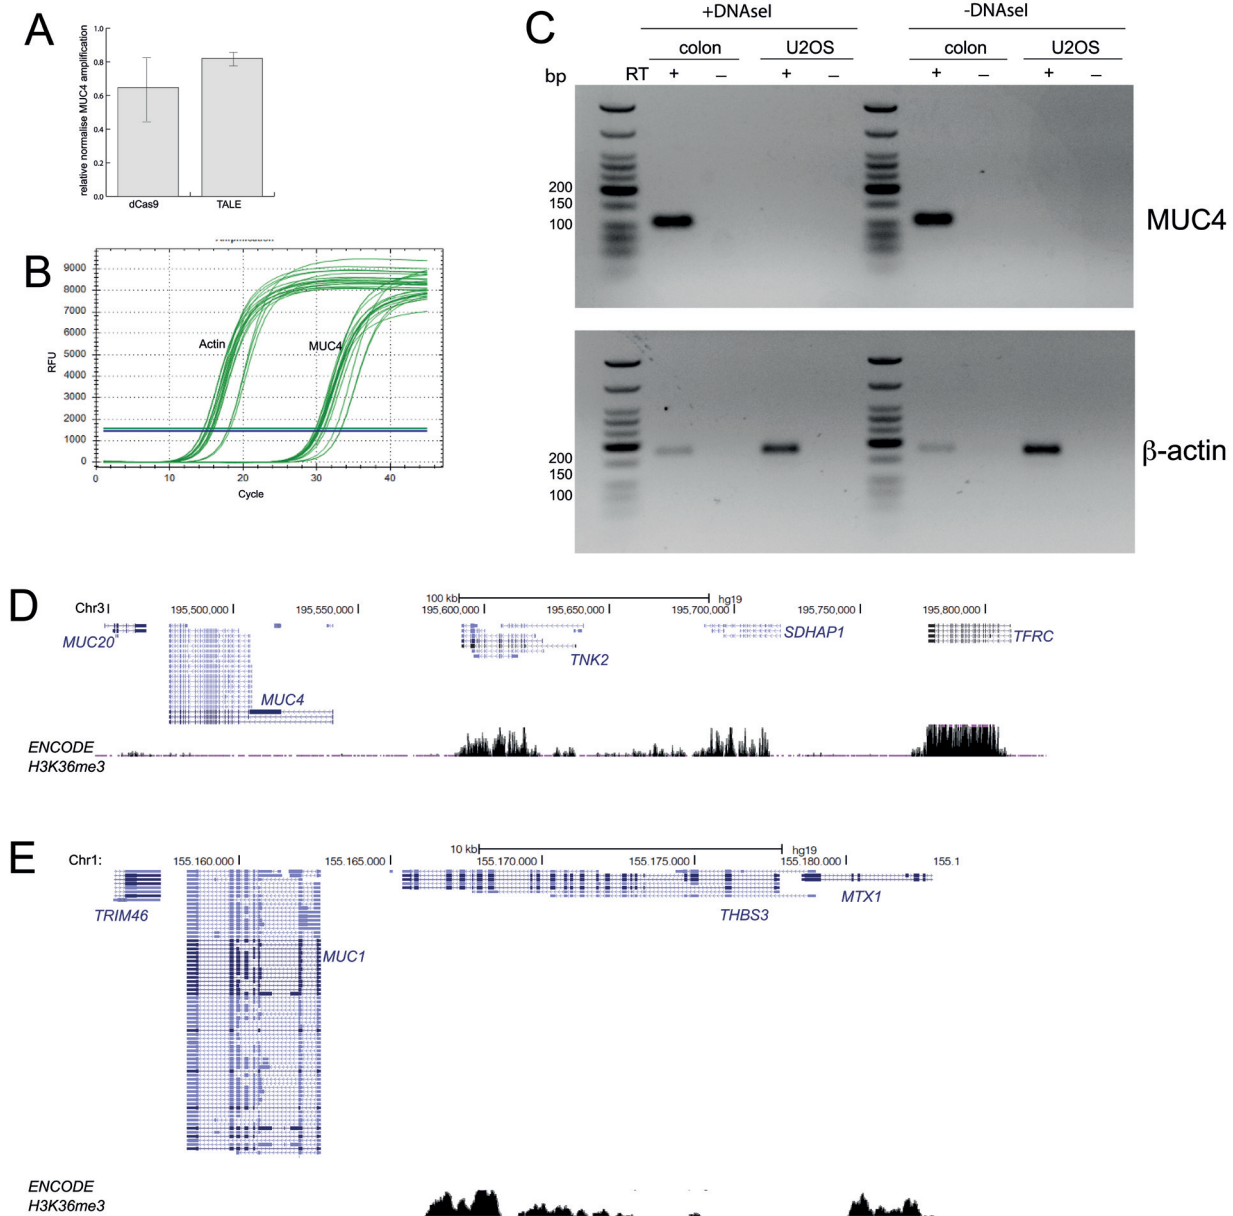 A
relative normalise MUC4 amplification
1.0
0.8
0.6
0.4
0.2
0.0
dCas9 TALE
B
Amplification
RFU
9000
8000
7000
6000
5000
4000
3000
2000
1000
0
Actin MUC4
0 10 20 30 40
Cycle
C
+DNAseI -DNAseI
colon U2OS colon U2OS
bp RT + – + – + – + –
200
150
100
MUC4
200
150
100
β-actin
D
100 kb hg19
Chr3 195,500,000 195,550,000 195,600,000 195,650,000 195,700,000 195,750,000 195,800,000
MUC20 MUC4 TNK2 SDHAP1 TFRC
ENCODE
H3K36me3
E
10 kb hg19
Chr1: 155.160.000 155.165.000 155.170.000 155.175.000 155.180.000 155.1
TRIM46 MUC1 THBS3 MTX1
ENCODE
H3K36me3